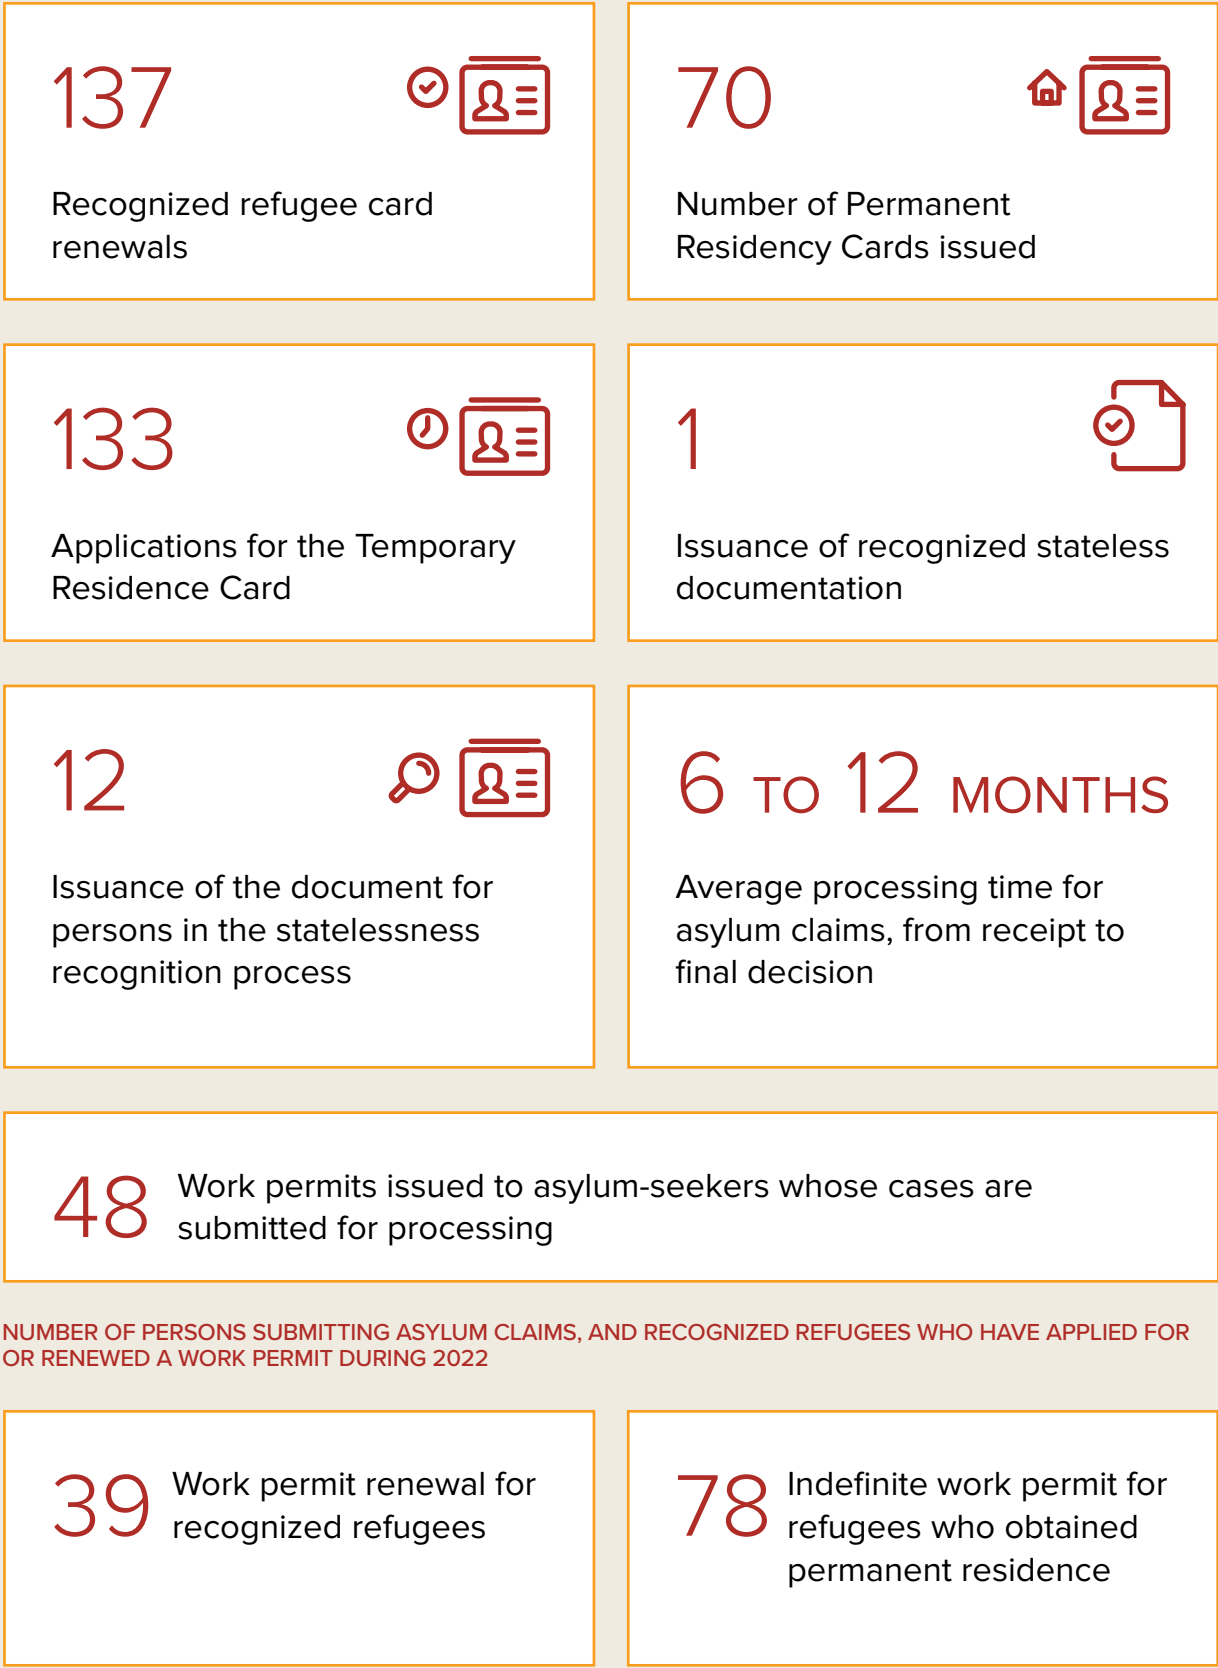 137
Recognized refugee card
renewals
70
Number of Permanent
Residency Cards issued
133
Applications for the Temporary
Residence Card
1
Issuance of recognized stateless
documentation
12
Issuance of the document for
persons in the statelessness
recognition process
6 TO 12 MONTHS
Average processing time for
asylum claims, from receipt to
final decision
48
Work permits issued to asylum-seekers whose cases are
submitted for processing
NUMBER OF PERSONS SUBMITTING ASYLUM CLAIMS, AND RECOGNIZED REFUGEES WHO HAVE APPLIED FOR
OR RENEWED A WORK PERMIT DURING 2022
39
Work permit renewal for
recognized refugees
78
Indefinite work permit for
refugees who obtained
permanent residence